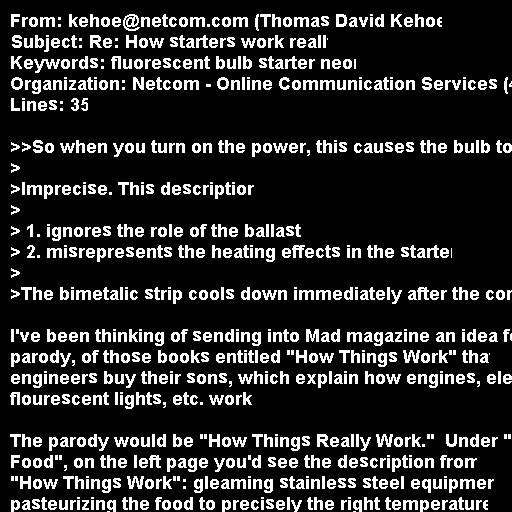 From: kehoe@netcom.com (Thomas David Kehoe
Subject: Re: How starters work reall
Keywords: fluorescent bulb starter neo
Organization: Netcom - Online Communication Services (4
Lines: 35

>>So when you turn on the power, this causes the bulb to
>
>Imprecise. This description
>
> 1. ignores the role of the ballast
> 2. misrepresents the heating effects in the starter
>
>The bimetalic strip cools down immediately after the con

I've been thinking of sending into Mad magazine an idea fo
parody, of those books entitled "How Things Work" tha
engineers buy their sons, which explain how engines, ele
flourescent lights, etc. work

The parody would be "How Things Really Work."  Under "
Food", on the left page you'd see the description from
"How Things Work": gleaming stainless steel equipmen
pasteurizing the food to precisely the right temperature